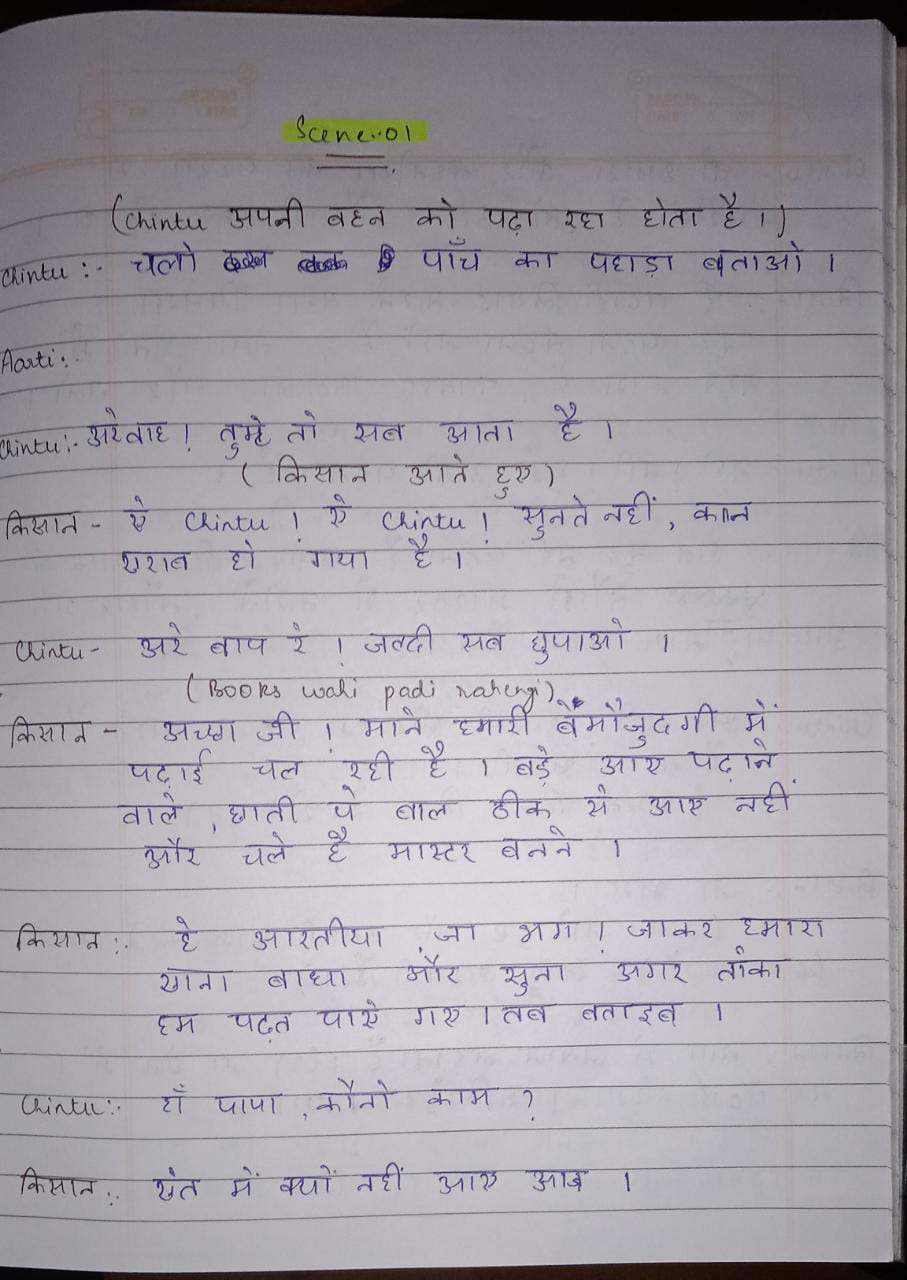 Scene..01
(Chintu अपनी बहन को पढ़ा रहा होता है।)
Chintu :- चलो पाँच का पहाड़ा बताओ ।
Aarti :-
Chintu :- अरे वाह ! तुम्हे तो सब आता है ।
( किसान आते हुए )
किसान - ऐ Chintu ! ऐ Chintu ! सुनते नहीं , कान
खराब हो गया है ।
Chintu - अरे बाप रे ! जल्दी सब छुपाओ ।
( Books wahi padi rahengi )
किसान - अच्छा जी ! माने हमारी बेमौजुदगी में
पढ़ाई चल रही है । बड़े आए पढ़ाने
वाले , छाती पे बाल ठीक से आए नहीं
और चले है मास्टर बनने ।
किसान :- हे आरतीया , जा भग । जाकर हमारा
खाना बाधा और सुना अगर तोका
हम पढ़त पाऐ गए । तब बताइब ।
Chintu :- हाँ पापा , कौनो काम ?
किसान :- खेत में क्यों नहीं आए आज ।